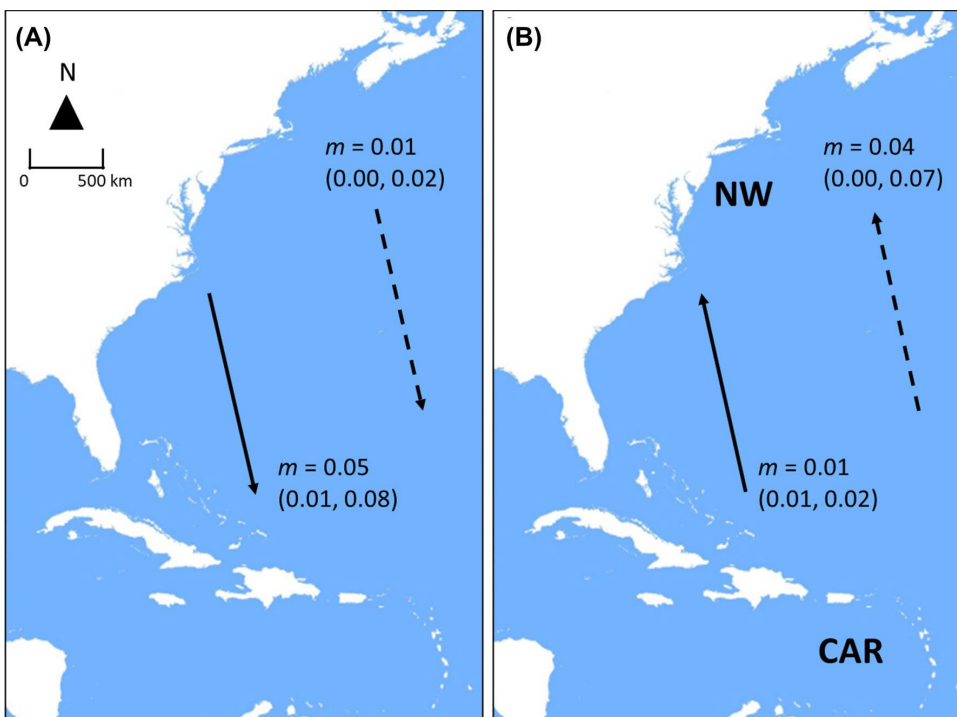 (A)
N
0 500 km
m = 0.01
(0.00, 0.02)
m = 0.05
(0.01, 0.08)
(B)
m = 0.04
(0.00, 0.07)
NW
m = 0.01
(0.01, 0.02)
CAR